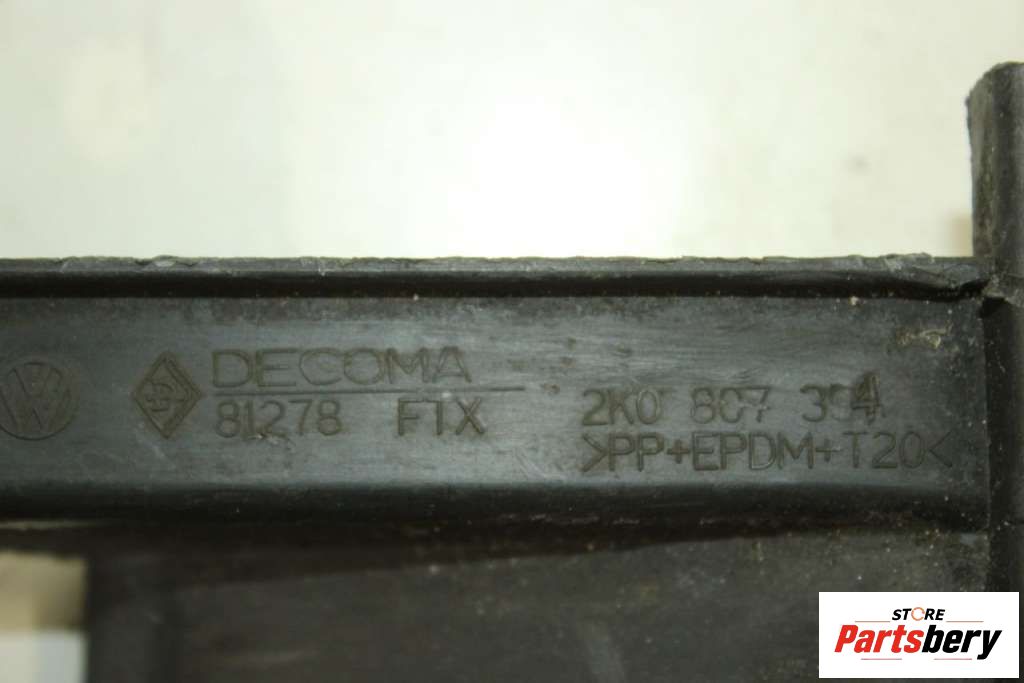 DECOMA
81278 FTX
2K0 807 394
>PP+EPDM+T20<
STORE
Partsbery